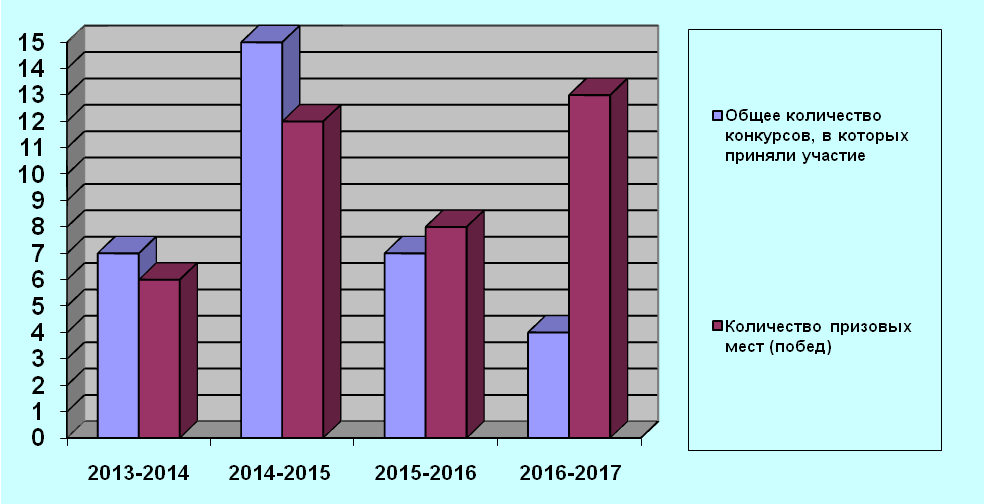 15
14
13
12
11
10
9
8
7
6
5
4
3
2
1
0
2013-2014 2014-2015 2015-2016 2016-2017
Общее количество
конкурсов, в которых
приняли участие
Количество призовых
мест (побед)